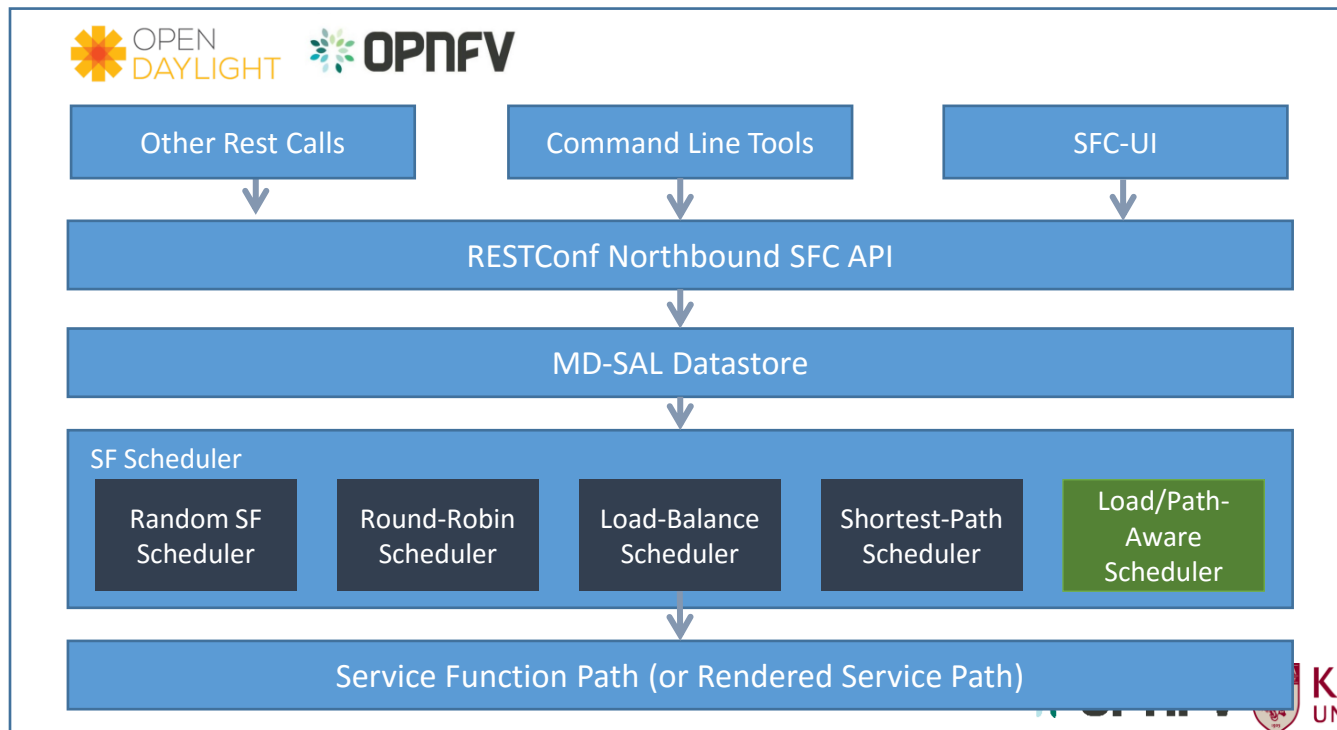 OPEN
DAYLIGHT
OPNFV
Other Rest Calls
Command Line Tools
SFC-UI
RESTConf Northbound SFC API
MD-SAL Datastore
SF Scheduler
Random SF
Scheduler
Round-Robin
Scheduler
Load-Balance
Scheduler
Shortest-Path
Scheduler
Load/Path-
Aware
Scheduler
Service Function Path (or Rendered Service Path)
OPNFV
K
UN